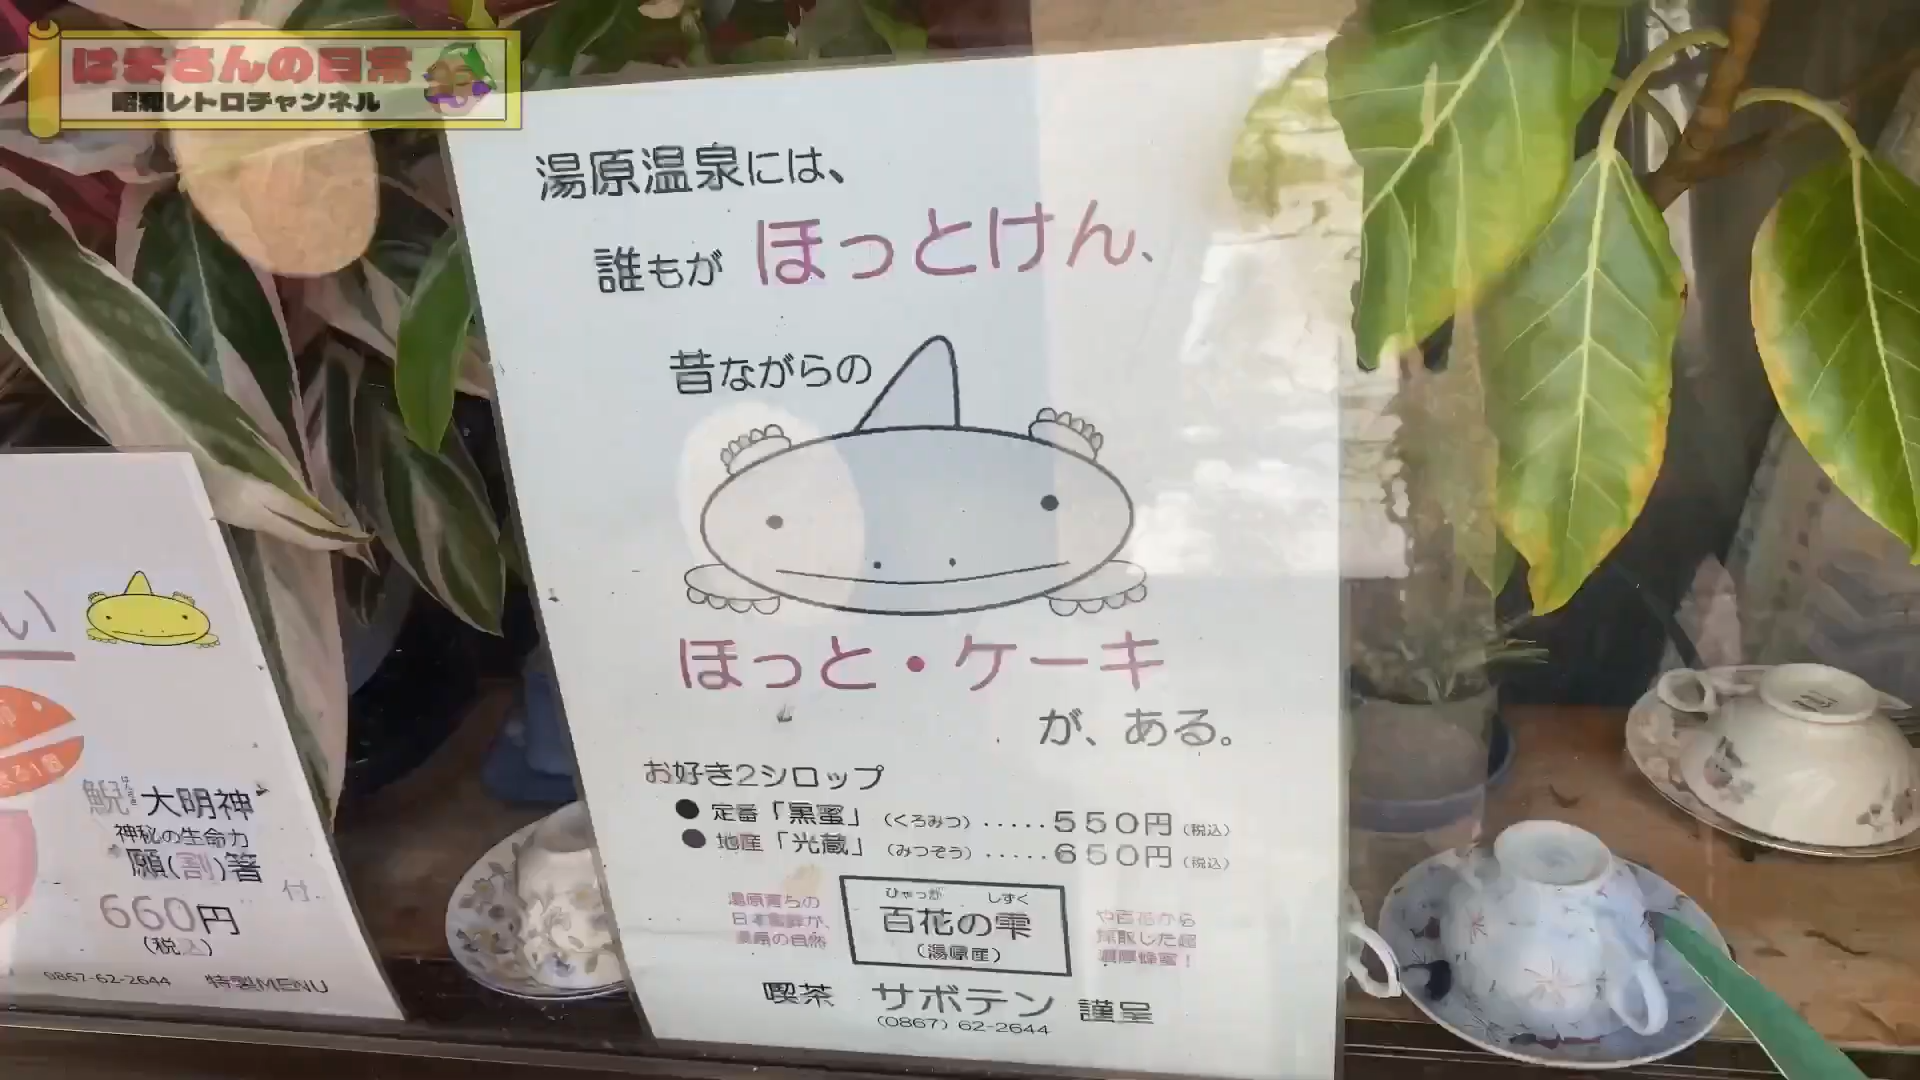 はまさんの日常
昭和レトロチャンネル
湯原温泉には、
誰もが ほっとけん、
昔ながらの
ほっと・ケーキ
が、ある。
お好き2シロップ
● 定番「黒蜜」(くろみつ) ..... 550円 (税込)
● 地産「光蔵」(みつぞう) ..... 650円 (税込)
湯原育ちの
日本蜜蜂が、
湯原の自然
ひゃっか しずく
百花の雫
(湯原産)
や百花から
採取した超
濃厚蜂蜜!
喫茶 サボテン 謹呈
(0867) 62-2644
い
る1個
鯢大明神
はんざき
神秘の生命力
願(割)箸
付
660円
(税込)
0867-62-2644 特製MENU